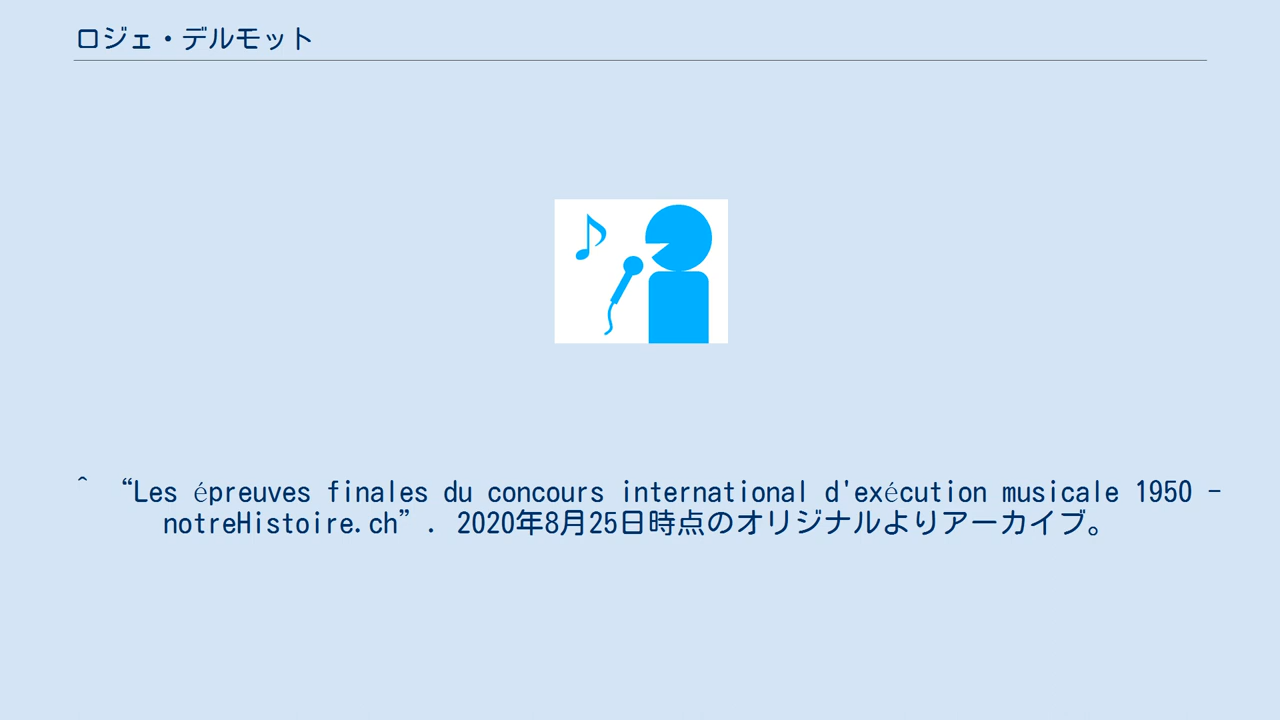 ロジェ・デルモット
^ “Les épreuves finales du concours international d'exécution musicale 1950 -
notreHistoire.ch”. 2020年8月25日時点のオリジナルよりアーカイブ。